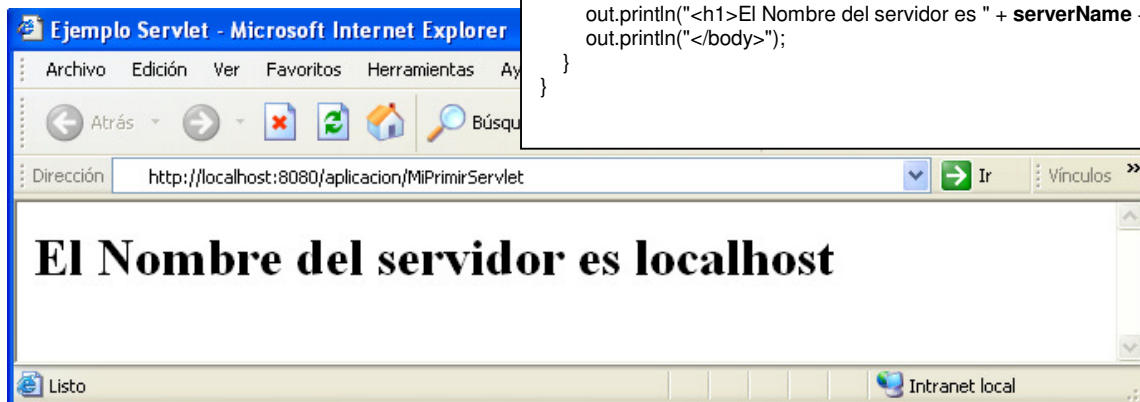 out.println("<h1>El Nombre del servidor es " + serverName
out.println("</body>");
}
}
Ejemplo Servlet - Microsoft Internet Explorer
Archivo Edición Ver Favoritos Herramientas
Atrás
Dirección http://localhost:8080/aplicacion/MiPrimirServlet Ir Vínculos »
El Nombre del servidor es localhost
Listo Intranet local